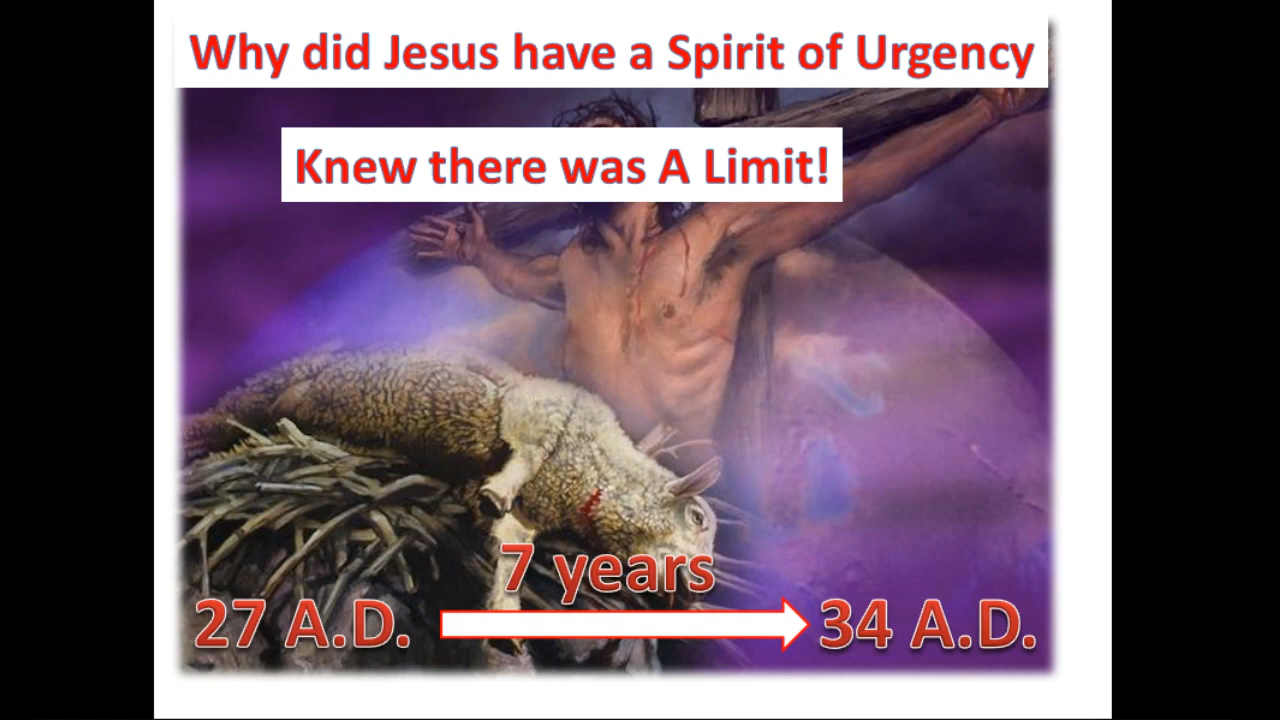 Why did Jesus have a Spirit of Urgency
Knew there was A Limit!
7 years
27 A.D.
34 A.D.